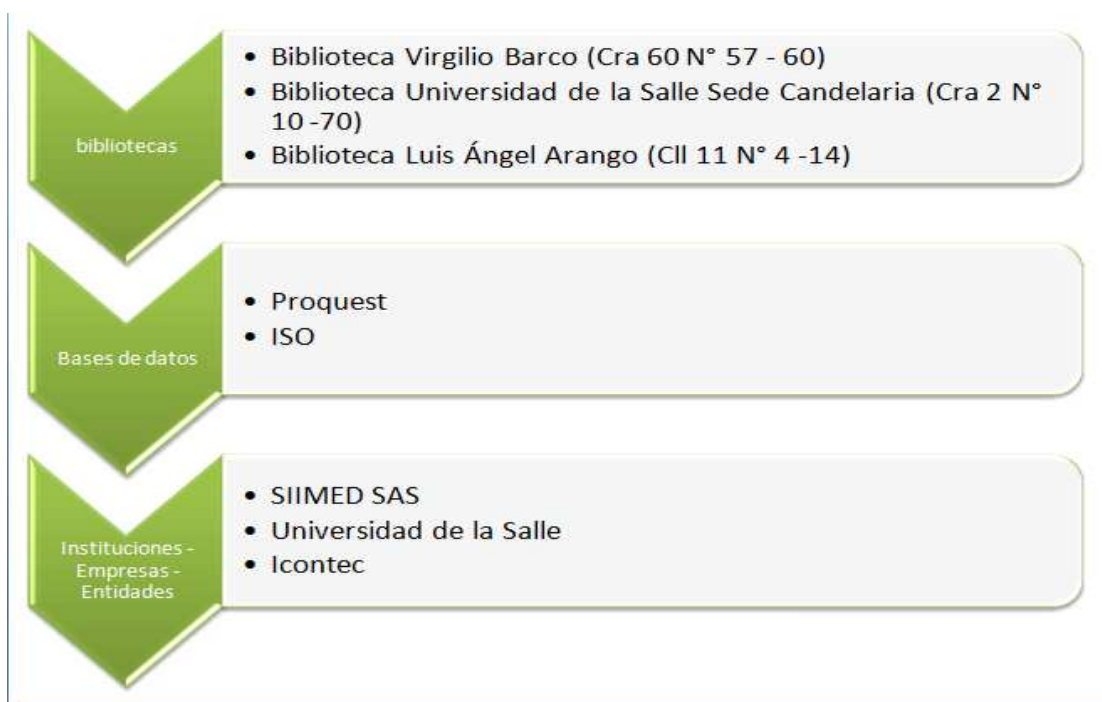 bibliotecas
• Biblioteca Virgilio Barco (Cra 60 N° 57 - 60)
• Biblioteca Universidad de la Salle Sede Candelaria (Cra 2 N°
10 -70)
• Biblioteca Luis Ángel Arango (Cll 11 N° 4 -14)
Bases de datos
• Proquest
• ISO
Instituciones -
Empresas -
Entidades
• SIIMED SAS
• Universidad de la Salle
• Icontec